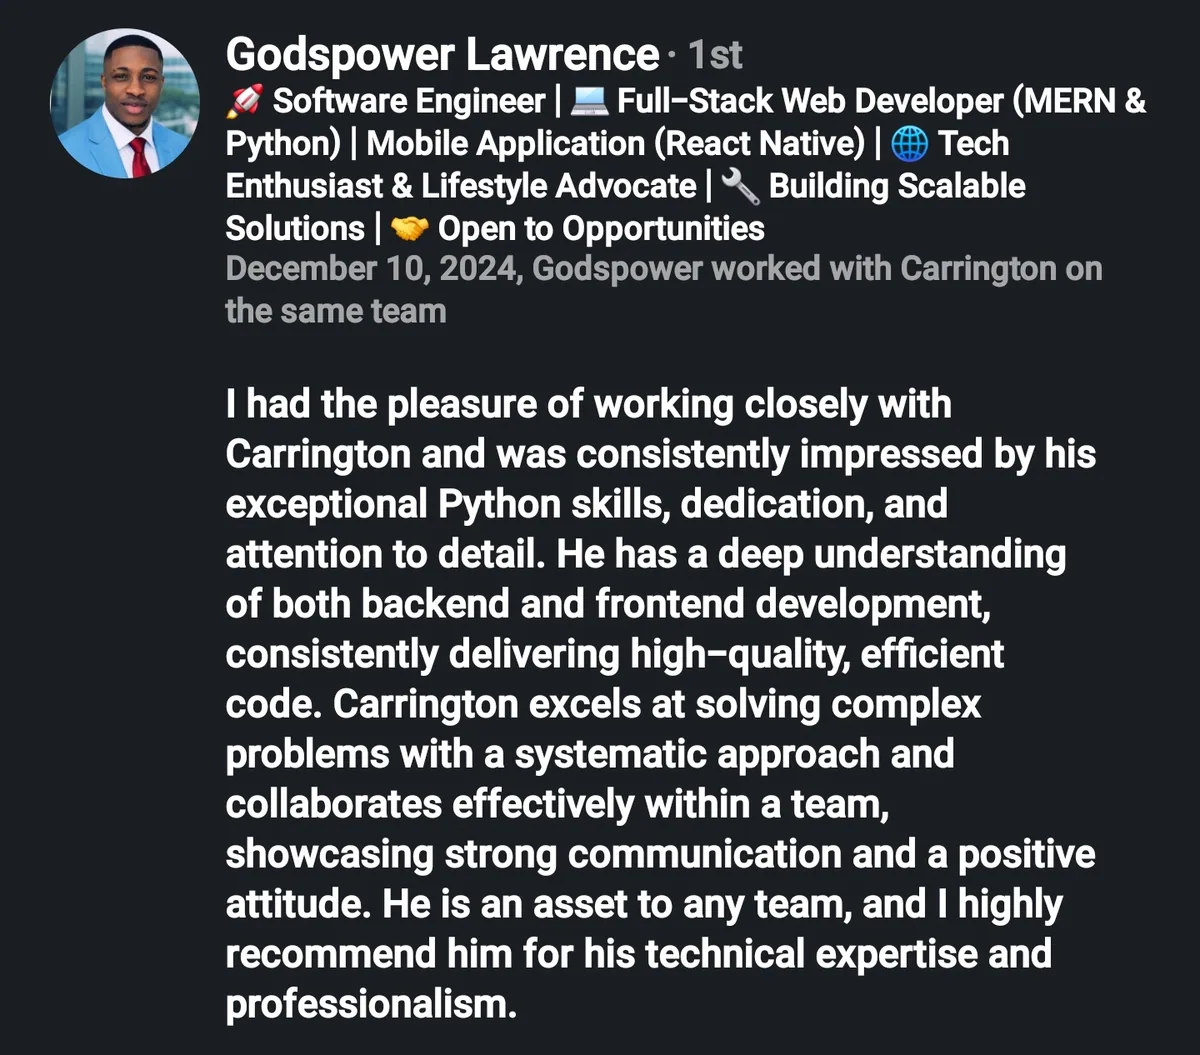 Godspower Lawrence · 1st
🚀 Software Engineer | 💻 Full-Stack Web Developer (MERN &
Python) | Mobile Application (React Native) | 🌐 Tech
Enthusiast & Lifestyle Advocate | 🔧 Building Scalable
Solutions | 🤝 Open to Opportunities
December 10, 2024, Godspower worked with Carrington on
the same team
I had the pleasure of working closely with
Carrington and was consistently impressed by his
exceptional Python skills, dedication, and
attention to detail. He has a deep understanding
of both backend and frontend development,
consistently delivering high-quality, efficient
code. Carrington excels at solving complex
problems with a systematic approach and
collaborates effectively within a team,
showcasing strong communication and a positive
attitude. He is an asset to any team, and I highly
recommend him for his technical expertise and
professionalism.